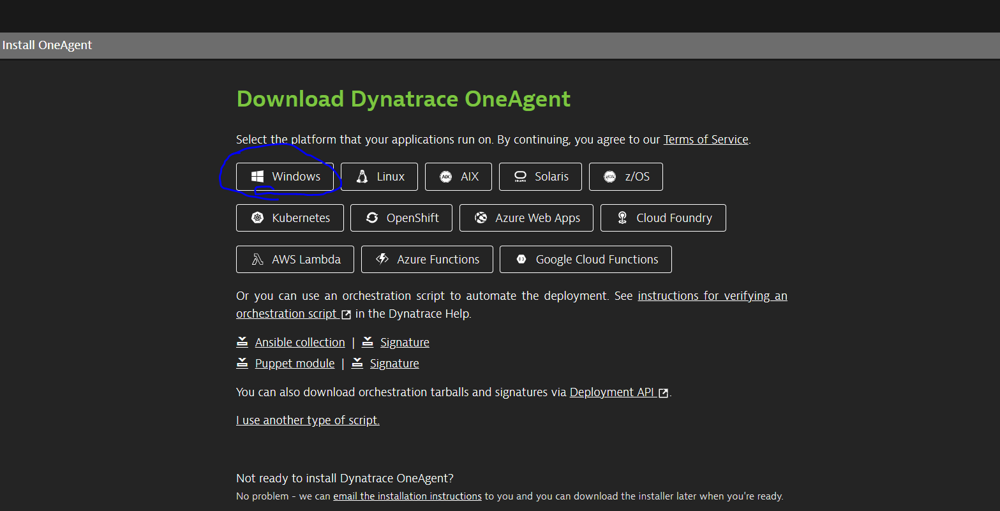 Install OneAgent
Download Dynatrace OneAgent
Select the platform that your applications run on. By continuing, you agree to our Terms of Service.
Windows Linux AIX AIX SOLARIS Solaris z/OS z/OS
Kubernetes OpenShift Azure Web Apps Cloud Foundry
AWS Lambda Azure Functions Google Cloud Functions
Or you can use an orchestration script to automate the deployment. See instructions for verifying an
orchestration script in the Dynatrace Help.
Ansible collection | Signature
Puppet module | Signature
You can also download orchestration tarballs and signatures via Deployment API .
I use another type of script.
Not ready to install Dynatrace OneAgent?
No problem - we can email the installation instructions to you and you can download the installer later when you're ready.